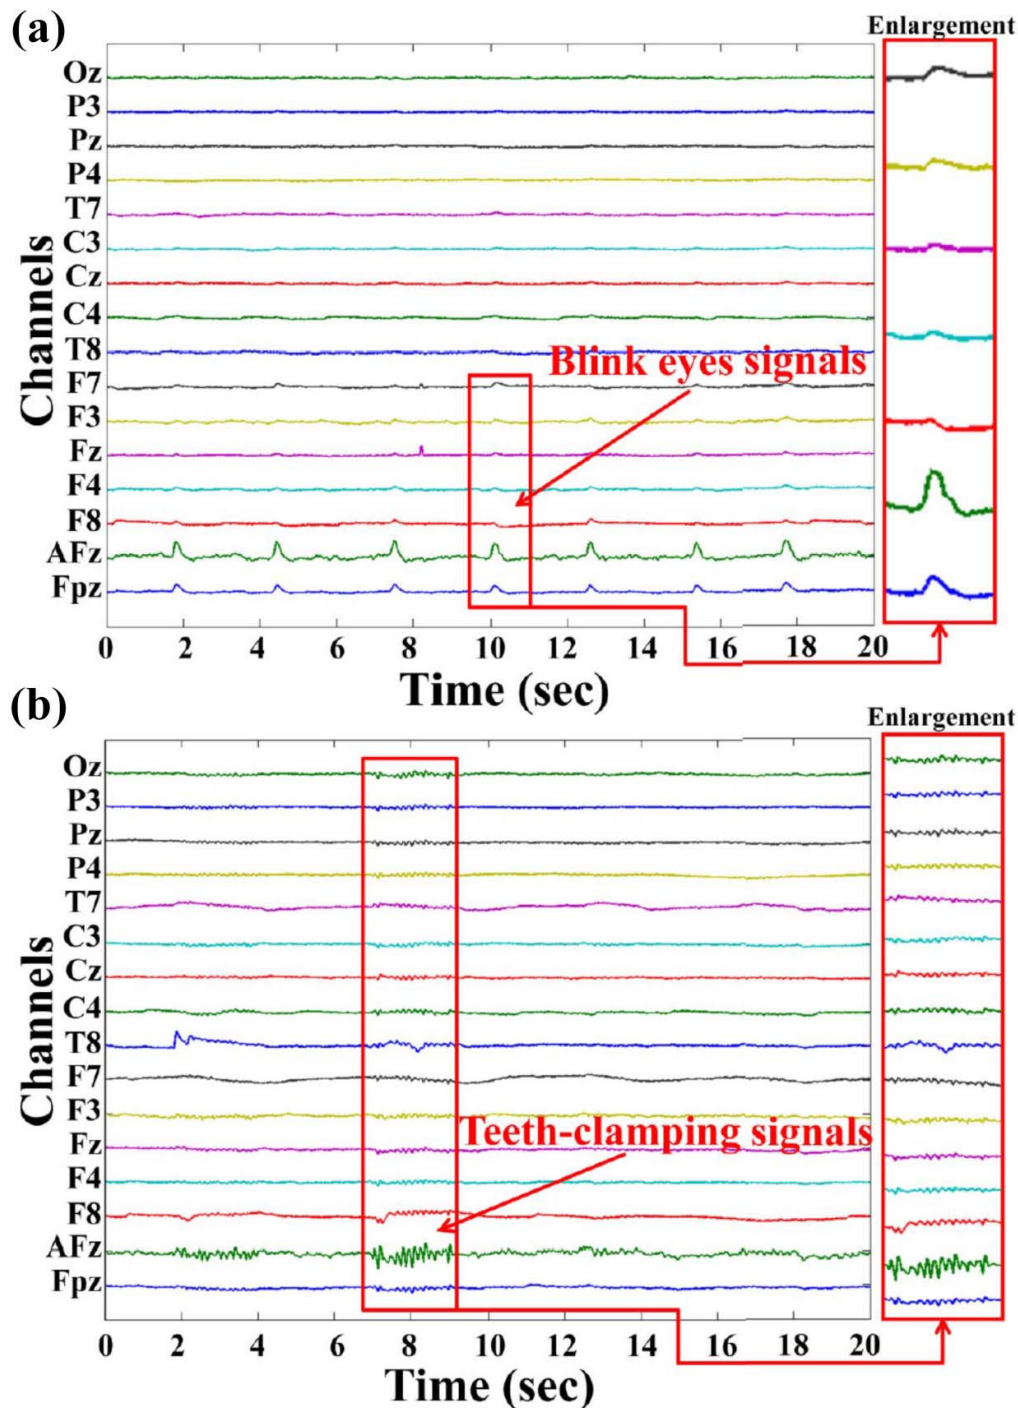 (a)
Enlargement
Oz
P3
Pz
P4
T7
C3
Cz
C4
T8
F7
F3
Fz
F4
F8
AFz
Fpz
Channels
Blink eyes signals
0 2 4 6 8 10 12 14 16 18 20
Time (sec)
(b)
Enlargement
Oz
P3
Pz
P4
T7
C3
Cz
C4
T8
F7
F3
Fz
F4
F8
AFz
Fpz
Channels
Teeth-clamping signals
0 2 4 6 8 10 12 14 16 18 20
Time (sec)